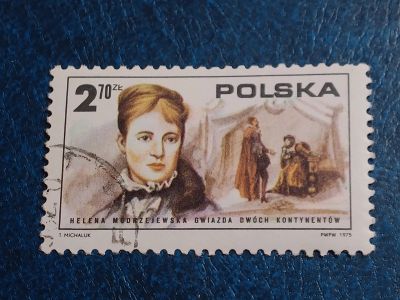 2 70 ZŁ POLSKA
HELENA MODRZEJEWSKA GWIAZDA DWÓCH KONTYNENTÓW
T. MICHALUK PWPW 1975